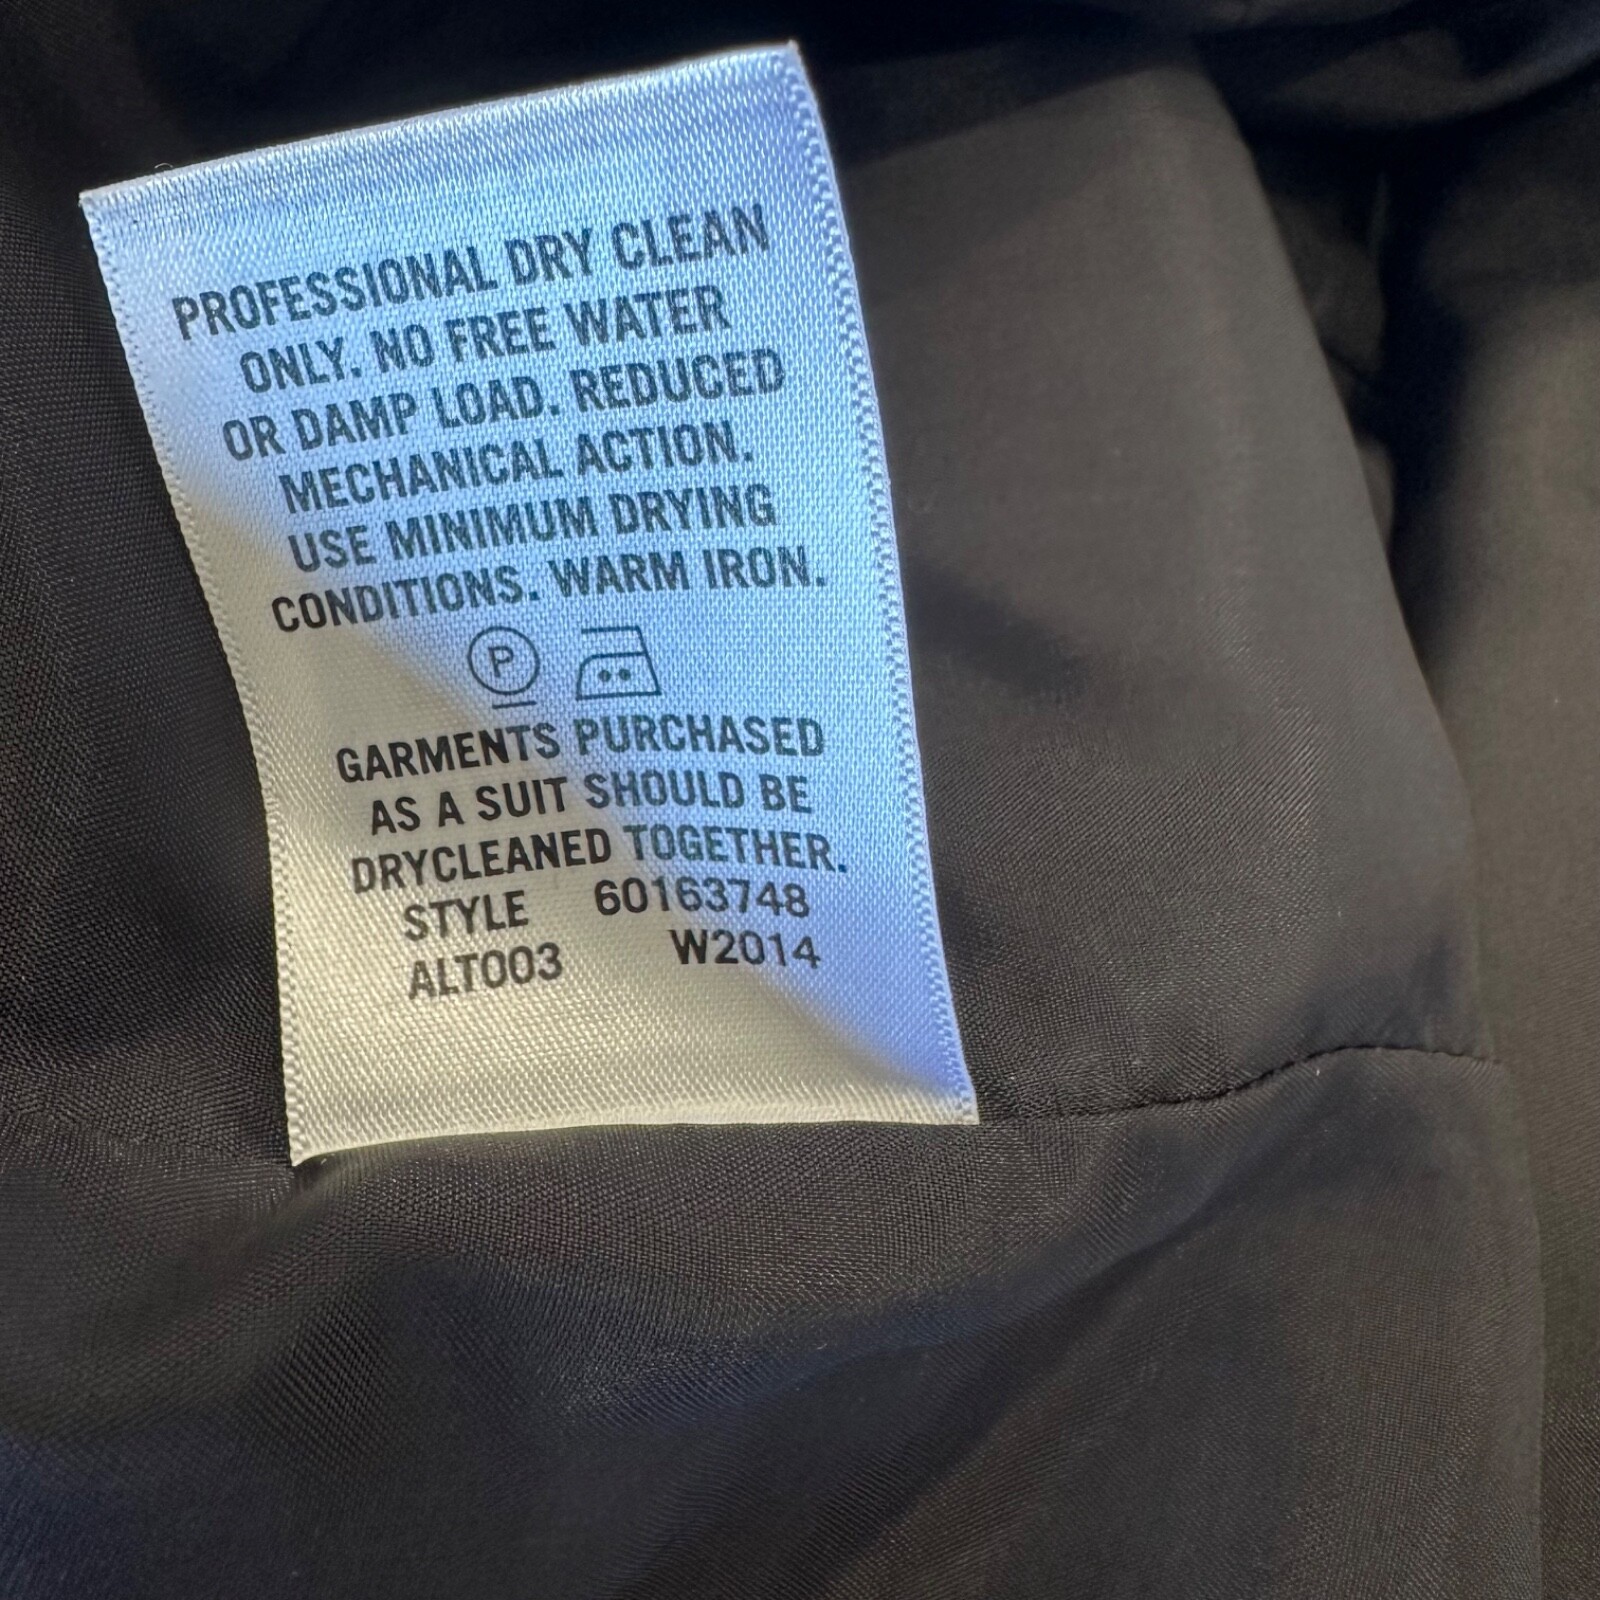 PROFESSIONAL DRY CLEAN
ONLY. NO FREE WATER
OR DAMP LOAD. REDUCED
MECHANICAL ACTION.
USE MINIMUM DRYING
CONDITIONS. WARM IRON.
P
GARMENTS PURCHASED
AS A SUIT SHOULD BE
DRYCLEANED TOGETHER.
STYLE 60163748
ALT003 W2014